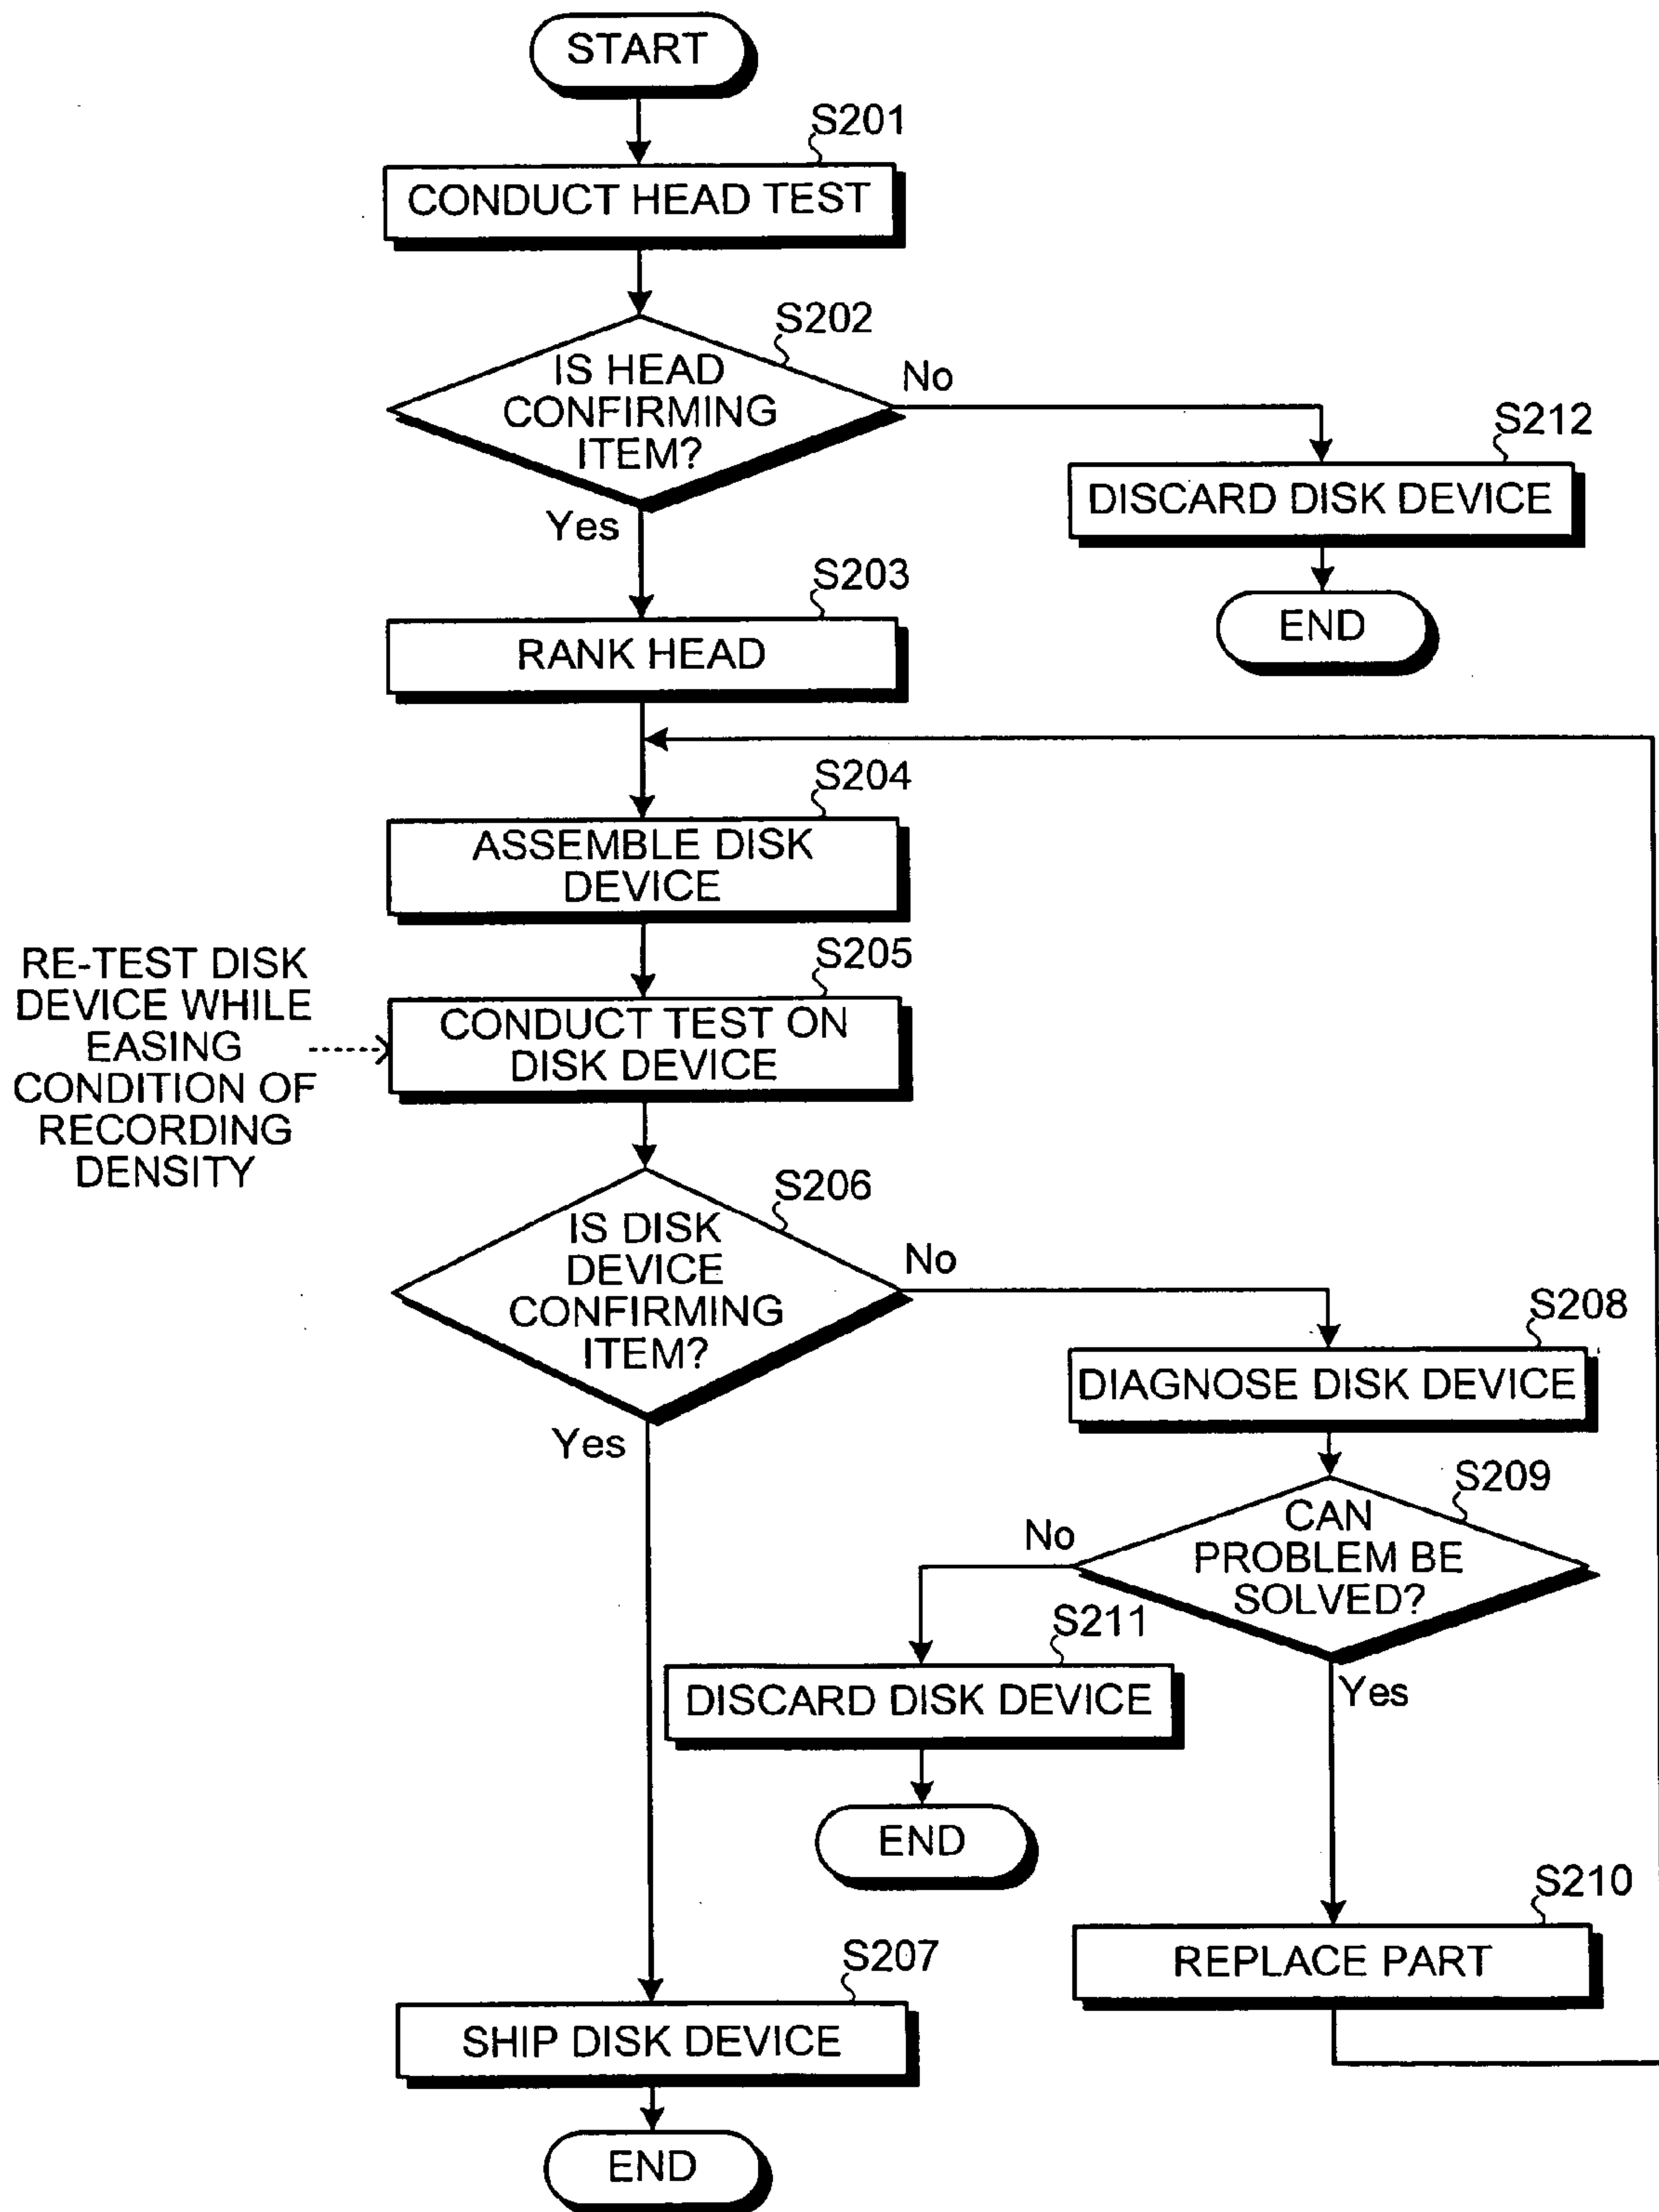 START
S201
CONDUCT HEAD TEST
S202
IS HEAD
CONFIRMING
ITEM?
No
Yes
S212
DISCARD DISK DEVICE
END
S203
RANK HEAD
S204
ASSEMBLE DISK
DEVICE
RE-TEST DISK
DEVICE WHILE
EASING
CONDITION OF
RECORDING
DENSITY
S205
CONDUCT TEST ON
DISK DEVICE
S206
IS DISK
DEVICE
CONFIRMING
ITEM?
No
Yes
S208
DIAGNOSE DISK DEVICE
S209
CAN
PROBLEM BE
SOLVED?
No
Yes
S211
DISCARD DISK DEVICE
END
S210
REPLACE PART
S207
SHIP DISK DEVICE
END